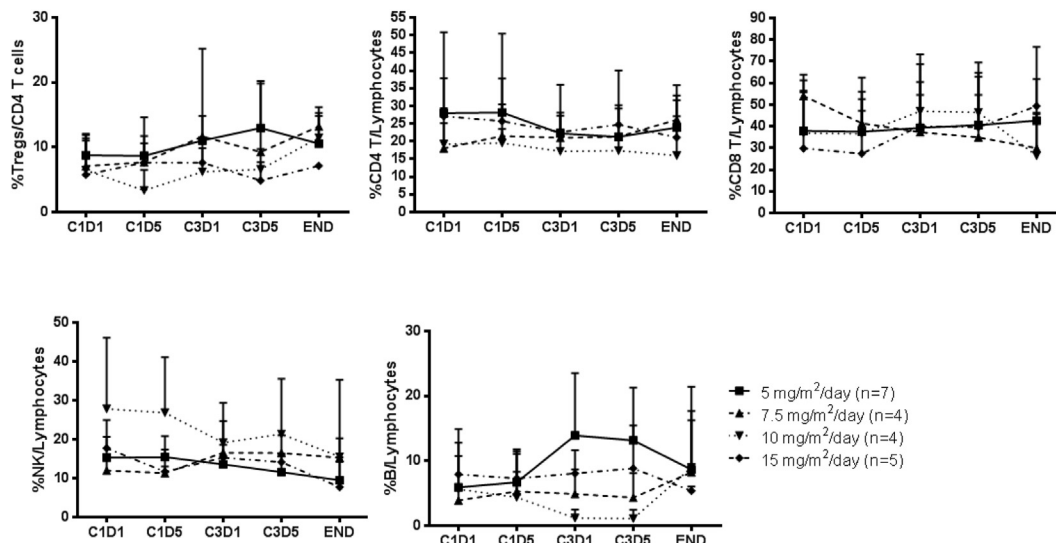 %Tregs/CD4 T cells
30
20
10
0
C1D1 C1D5 C3D1 C3D5 END
%CD4 T/Lymphocytes
55
50
45
40
35
30
25
20
15
10
5
0
C1D1 C1D5 C3D1 C3D5 END
%CD8 T/Lymphocytes
90
80
70
60
50
40
30
20
10
0
C1D1 C1D5 C3D1 C3D5 END
%NK/Lymphocytes
50
40
30
20
10
0
C1D1 C1D5 C3D1 C3D5 END
%B/Lymphocytes
30
20
10
0
C1D1 C1D5 C3D1 C3D5 END
5 mg/m²/day (n=7)
7.5 mg/m²/day (n=4)
10 mg/m²/day (n=4)
15 mg/m²/day (n=5)